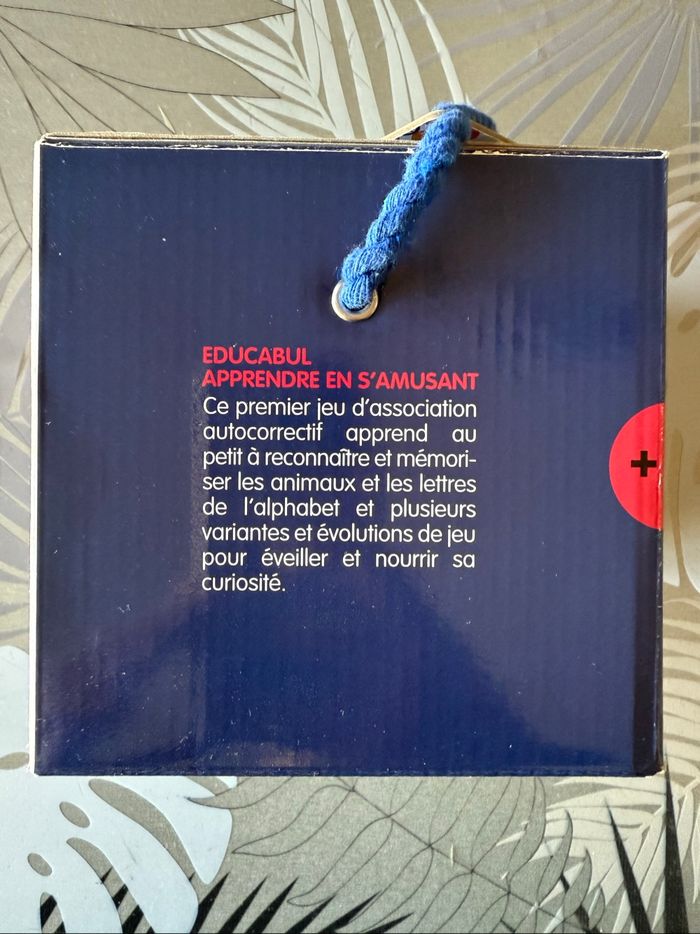 EDUCABUL
APPRENDRE EN S'AMUSANT
Ce premier jeu d'association
autocorrectif apprend au
petit à reconnaître et mémori-
ser les animaux et les lettres
de l'alphabet et plusieurs
variantes et évolutions de jeu
pour éveiller et nourrir sa
curiosité.
+